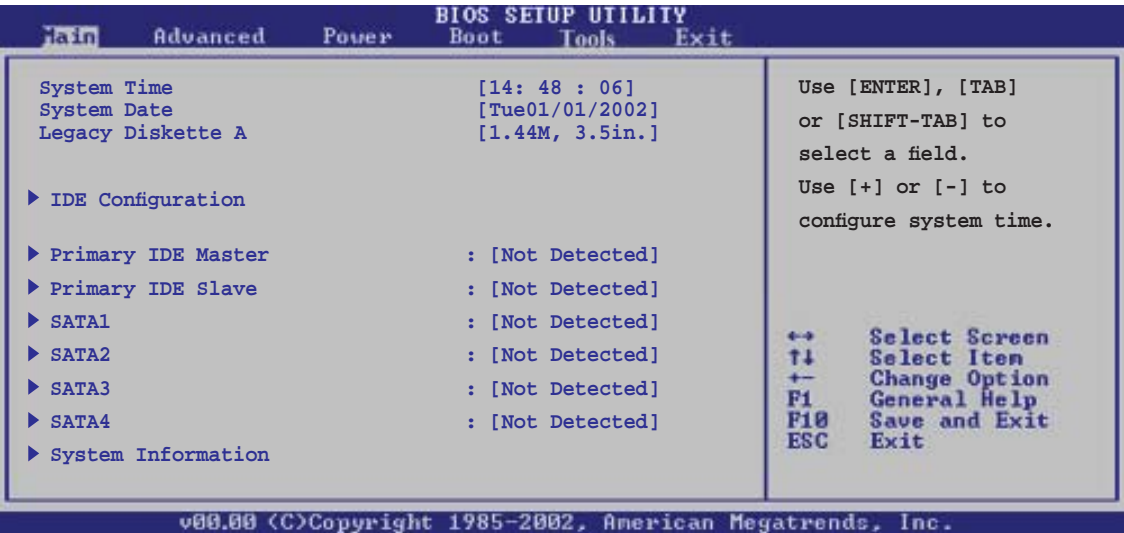 BIOS SETUP UTILITY
Main Advanced Power Boot Tools Exit
System Time [14: 48 : 06]
System Date [Tue01/01/2002]
Legacy Diskette A [1.44M, 3.5in.]
IDE Configuration
Primary IDE Master : [Not Detected]
Primary IDE Slave : [Not Detected]
SATA1 : [Not Detected]
SATA2 : [Not Detected]
SATA3 : [Not Detected]
SATA4 : [Not Detected]
System Information
Use [ENTER], [TAB]
or [SHIFT-TAB] to
select a field.
Use [+] or [-] to
configure system time.
←→ Select Screen
↑↓ Select Item
+- Change Option
F1 General Help
F10 Save and Exit
ESC Exit
v00.00 (C)Copyright 1985-2002, American Megatrends, Inc.